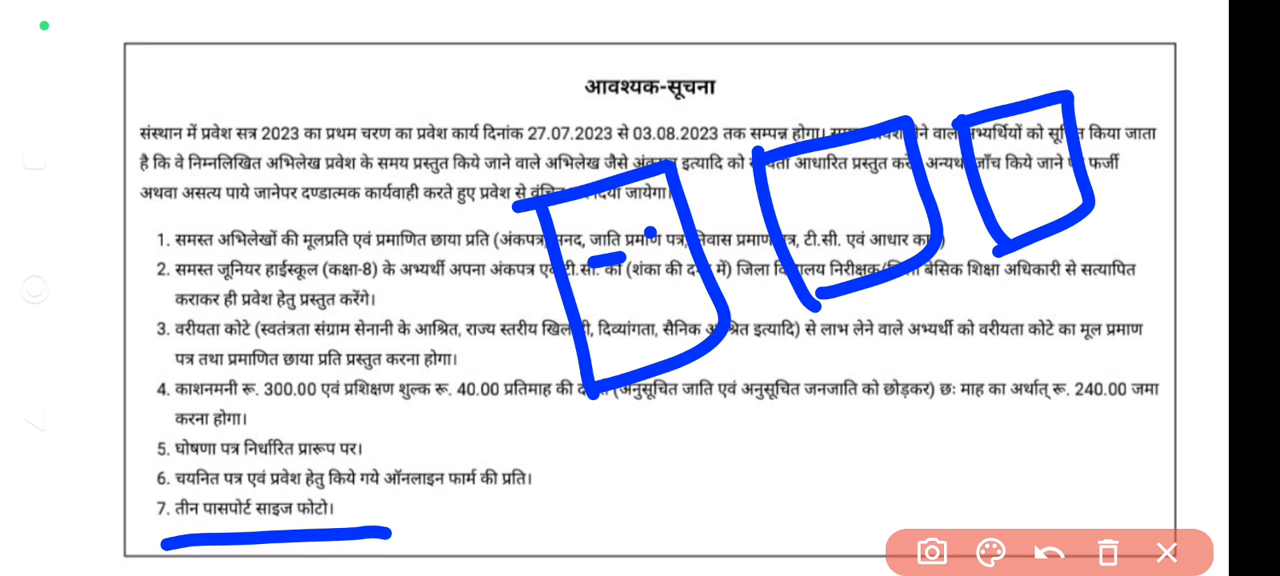 आवश्यक-सूचना
संस्थान में प्रवेश सत्र 2023 का प्रथम चरण का प्रवेश कार्य दिनांक 27.07.2023 से 03.08.2023 तक सम्पन्न होगा। वाले अभ्यर्थियों को सूचित किया जाता
है कि वे निम्नलिखित अभिलेख प्रवेश के समय प्रस्तुत किये जाने वाले अभिलेख जैसे अंकपत्र इत्यादि को आधारित प्रस्तुत करें अन्यथा जाँच किये जाने पर फर्जी
अथवा असत्य पाये जानेपर दण्डात्मक कार्यवाही करते हुए प्रवेश से वंचित दिया जायेगा।
1. समस्त अभिलेखों की मूलप्रति एवं प्रमाणित छाया प्रति (अंकपत्र, सनद, जाति प्रमाण पत्र, निवास प्रमाण पत्र, टी.सी. एवं आधार कार्ड)
2. समस्त जूनियर हाईस्कूल (कक्षा-8) के अभ्यर्थी अपना अंकपत्र एवं टी.सी. को (शंका की दशा में) जिला विद्यालय निरीक्षक/जिला बेसिक शिक्षा अधिकारी से सत्यापित
कराकर ही प्रवेश हेतु प्रस्तुत करेंगे।
3. वरीयता कोटे (स्वतंत्रता संग्राम सेनानी के आश्रित, राज्य स्तरीय खिलाड़ी, दिव्यांगता, सैनिक आश्रित इत्यादि) से लाभ लेने वाले अभ्यर्थी को वरीयता कोटे का मूल प्रमाण
पत्र तथा प्रमाणित छाया प्रति प्रस्तुत करना होगा।
4. काशनमनी रू. 300.00 एवं प्रशिक्षण शुल्क रू. 40.00 प्रतिमाह की (अनुसूचित जाति एवं अनुसूचित जनजाति को छोड़कर) छः माह का अर्थात् रू. 240.00 जमा
करना होगा।
5. घोषणा पत्र निर्धारित प्रारूप पर।
6. चयनित पत्र एवं प्रवेश हेतु किये गये ऑनलाइन फार्म की प्रति।
7. तीन पासपोर्ट साइज फोटो।